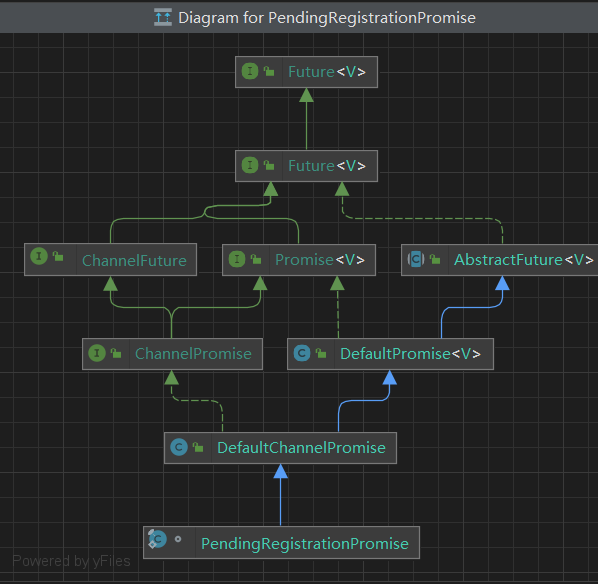 Diagram for PendingRegistrationPromise
I Future<V>
I Future<V>
I ChannelFuture
I Promise<V>
C AbstractFuture<V>
I ChannelPromise
C DefaultPromise<V>
C DefaultChannelPromise
C PendingRegistrationPromise
Powered by yFiles